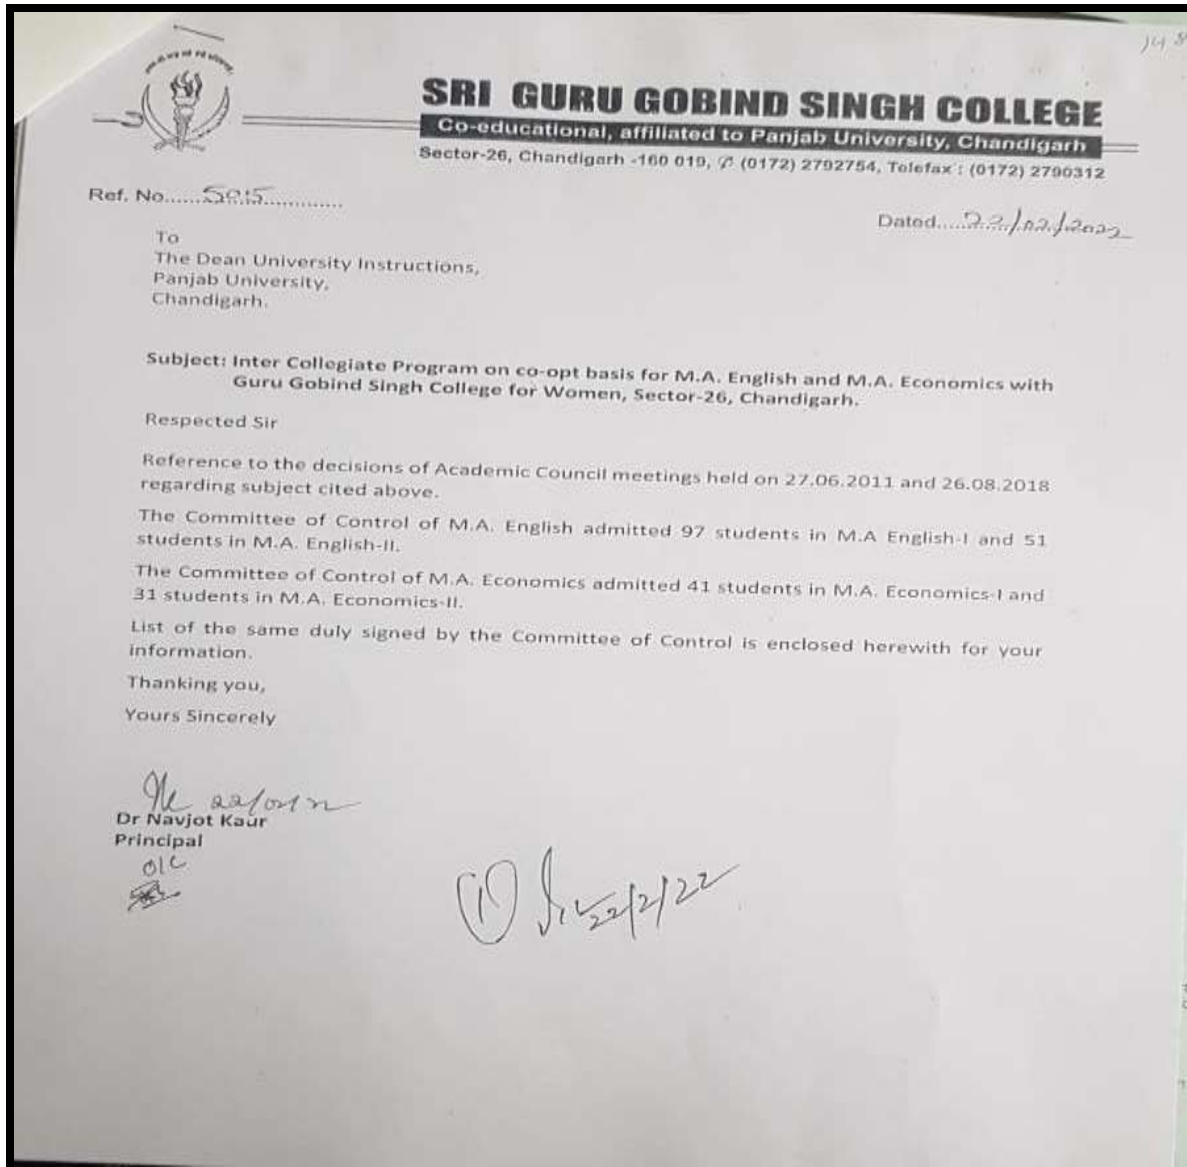 SRI GURU GOBIND SINGH COLLEGE
Co-educational, affiliated to Panjab University, Chandigarh
Sector-26, Chandigarh -160 019, ✆ (0172) 2792754, Telefax : (0172) 2790312
Ref. No......5015.............
Dated.....22/02/2022
To
The Dean University Instructions,
Panjab University,
Chandigarh.
Subject: Inter Collegiate Program on co-opt basis for M.A. English and M.A. Economics with
Guru Gobind Singh College for Women, Sector-26, Chandigarh.
Respected Sir
Reference to the decisions of Academic Council meetings held on 27.06.2011 and 26.08.2018
regarding subject cited above.
The Committee of Control of M.A. English admitted 97 students in M.A English-I and 51
students in M.A. English-II.
The Committee of Control of M.A. Economics admitted 41 students in M.A. Economics-I and
31 students in M.A. Economics-II.
List of the same duly signed by the Committee of Control is enclosed herewith for your
information.
Thanking you,
Yours Sincerely
22/02/22
Dr Navjot Kaur
Principal
O/C
1 22/2/22